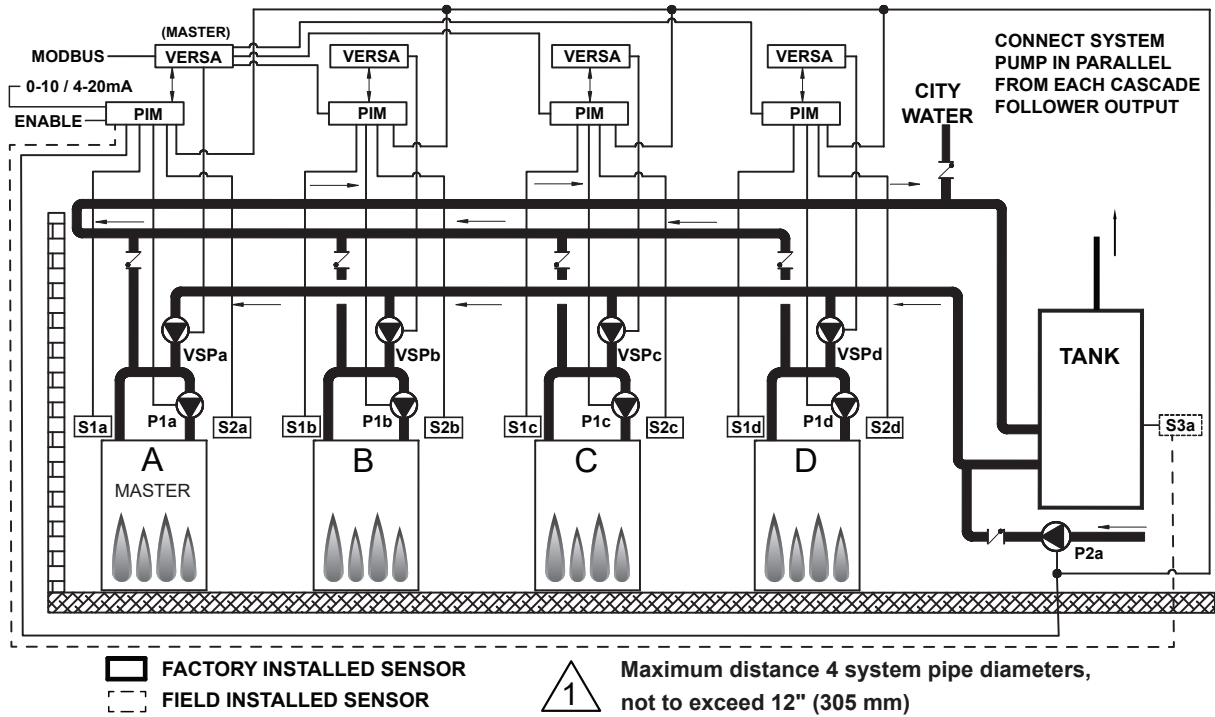 (MASTER)
MODBUS VERSA VERSA VERSA VERSA
CONNECT SYSTEM
PUMP IN PARALLEL
FROM EACH CASCADE
FOLLOWER OUTPUT
0-10 / 4-20mA
ENABLE PIM PIM PIM PIM
CITY
WATER
VSPa VSPb VSPc VSPd
TANK
P1a P1b P1c P1d
S1a S2a S1b S2b S1c S2c S1d S2d S3a
A B C D
MASTER
P2a
FACTORY INSTALLED SENSOR
FIELD INSTALLED SENSOR
1
Maximum distance 4 system pipe diameters,
not to exceed 12" (305 mm)